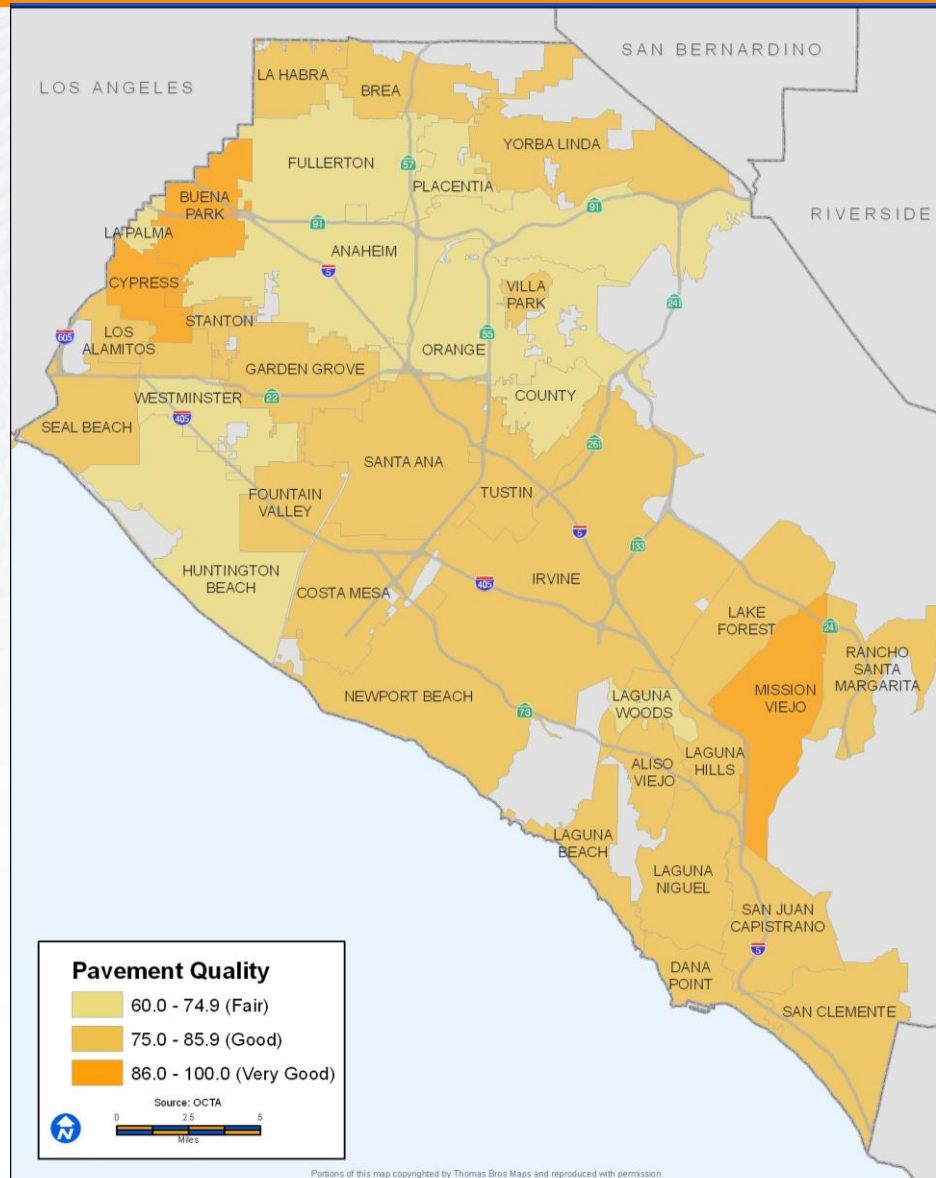 SAN BERNARDINO
LOS ANGELES
LA HABRA
BREA
YORBA LINDA
FULLERTON
57
PLACENTIA
BUENA
PARK
91
RIVERSIDE
LA PALMA
91
ANAHEIM
5
CYPRESS
VILLA
PARK
241
STANTON
605
LOS
ALAMITOS
55
ORANGE
GARDEN GROVE
COUNTY
WESTMINSTER
22
405
SEAL BEACH
261
SANTA ANA
TUSTIN
FOUNTAIN
VALLEY
5
133
HUNTINGTON
BEACH
IRVINE
405
COSTA MESA
LAKE
FOREST
241
RANCHO
SANTA
MARGARITA
MISSION
VIEJO
NEWPORT BEACH
LAGUNA
WOODS
73
LAGUNA
HILLS
ALISO
VIEJO
LAGUNA
BEACH
LAGUNA
NIGUEL
SAN JUAN
CAPISTRANO
5
DANA
POINT
SAN CLEMENTE
Pavement Quality
60.0 - 74.9 (Fair)
75.0 - 85.9 (Good)
86.0 - 100.0 (Very Good)
Source: OCTA
0 2.5 5
Miles
N
Portions of this map copyrighted by Thomas Bros Maps and reproduced with permission.